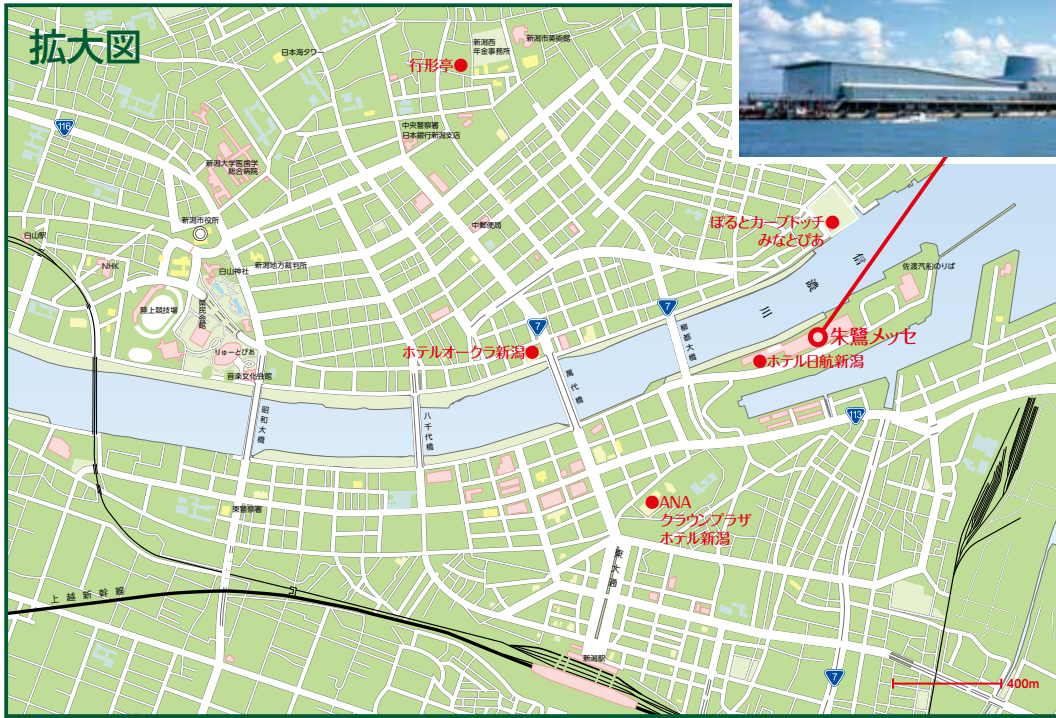 拡大図
日本海タワー
新潟西
年金事務所
新潟市美術館
行形亭
116
中央警察署
日本銀行新潟支店
新潟大学医歯学
総合病院
新潟市役所
中郵便局
ぽるとカーブドッチ
みなとぴあ
白山駅
信
濃
三
佐渡汽船のりば
NHK
白山神社
新潟地方裁判所
陸上競技場
県民会館
7
7
柳都大橋
朱鷺メッセ
りゅーとぴあ
ホテルオークラ新潟
ホテル日航新潟
音楽文化会館
萬代橋
昭和大橋
八千代橋
113
東警察署
ANA
クラウンプラザ
ホテル新潟
東大通
上越新幹線
新潟駅
7
400m